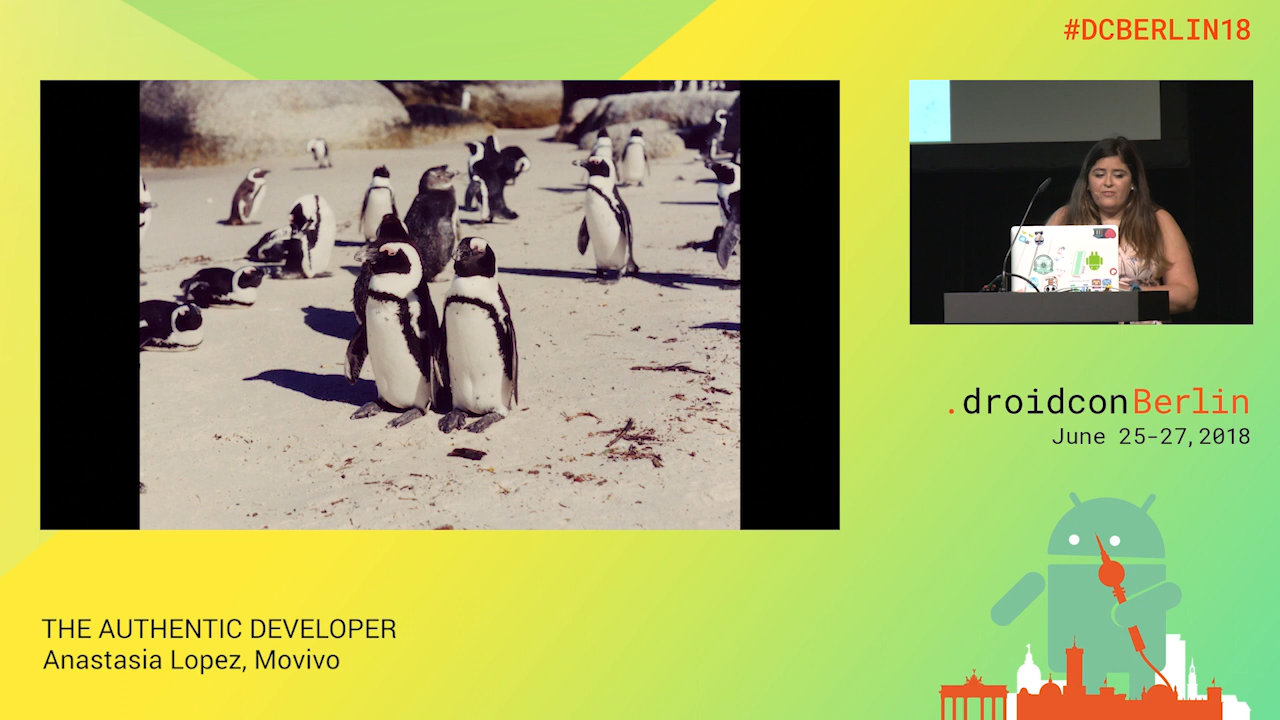 #DCBERLIN18
.droidconBerlin
June 25-27, 2018
THE AUTHENTIC DEVELOPER
Anastasia Lopez, Movivo